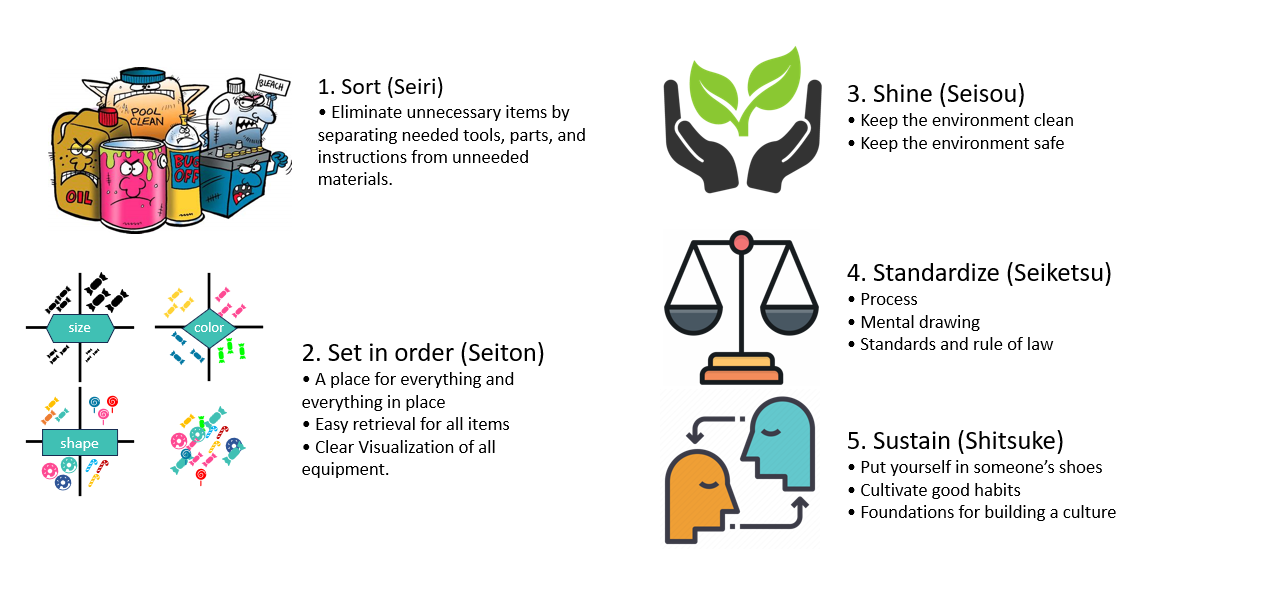 BLEACH
POOL
CLEAN
BUG
OFF
OIL
1. Sort (Seiri)
• Eliminate unnecessary items by
separating needed tools, parts, and
instructions from unneeded
materials.
size
color
shape
2. Set in order (Seiton)
• A place for everything and
everything in place
• Easy retrieval for all items
• Clear Visualization of all
equipment.
3. Shine (Seisou)
• Keep the environment clean
• Keep the environment safe
4. Standardize (Seiketsu)
• Process
• Mental drawing
• Standards and rule of law
5. Sustain (Shitsuke)
• Put yourself in someone’s shoes
• Cultivate good habits
• Foundations for building a culture